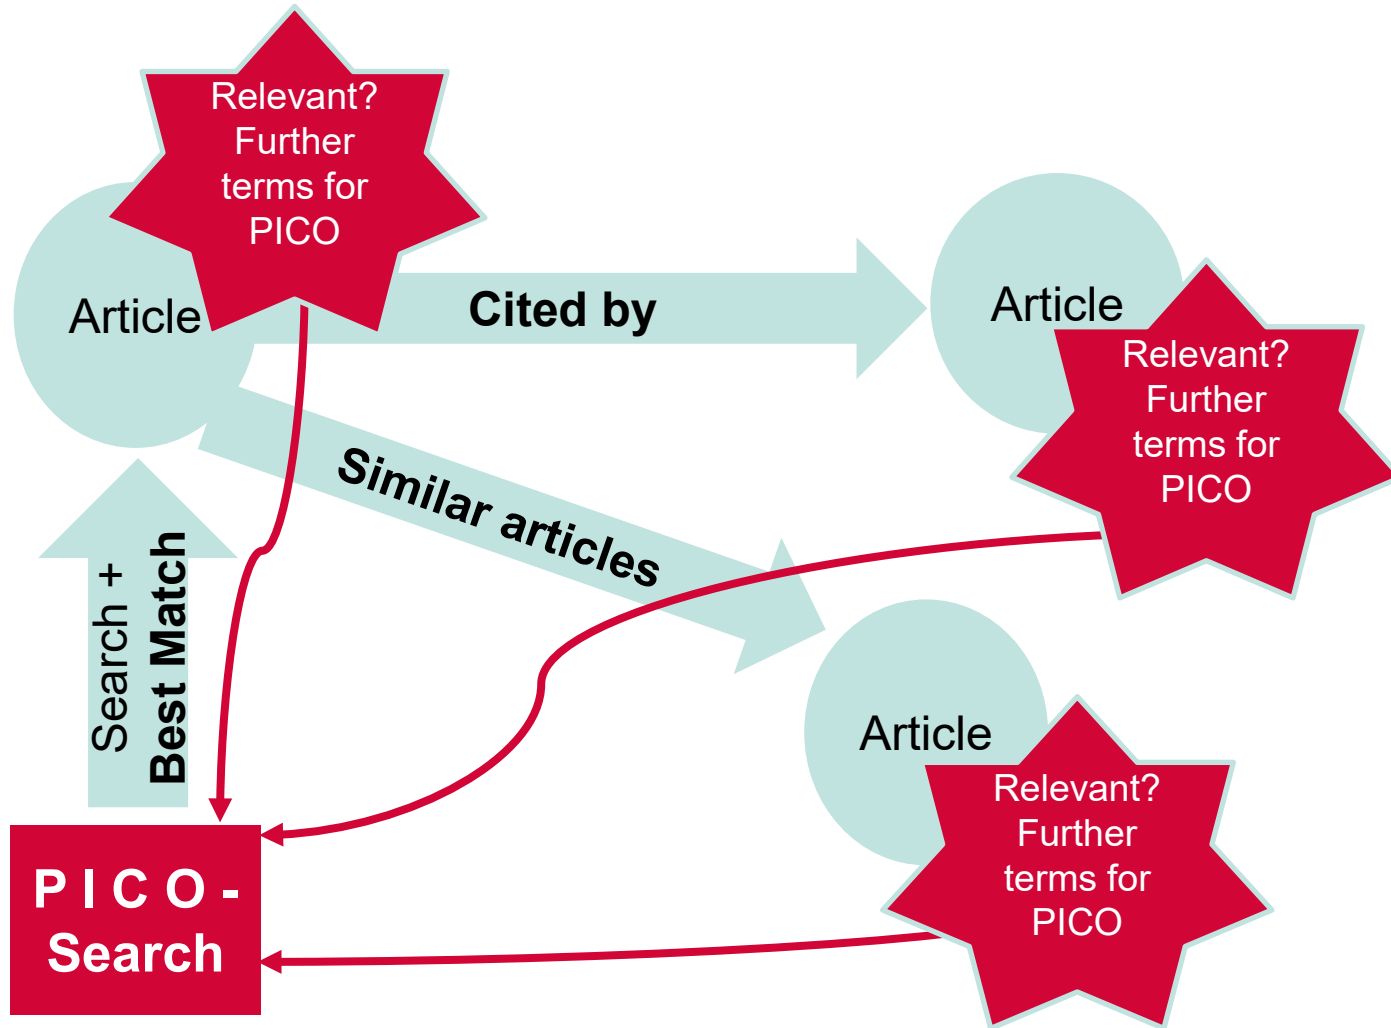 Relevant?
Further
terms for
PICO
Article
Cited by
Article
Relevant?
Further
terms for
PICO
Similar articles
Search +
Best Match
Article
Relevant?
Further
terms for
PICO
P I C O -
Search